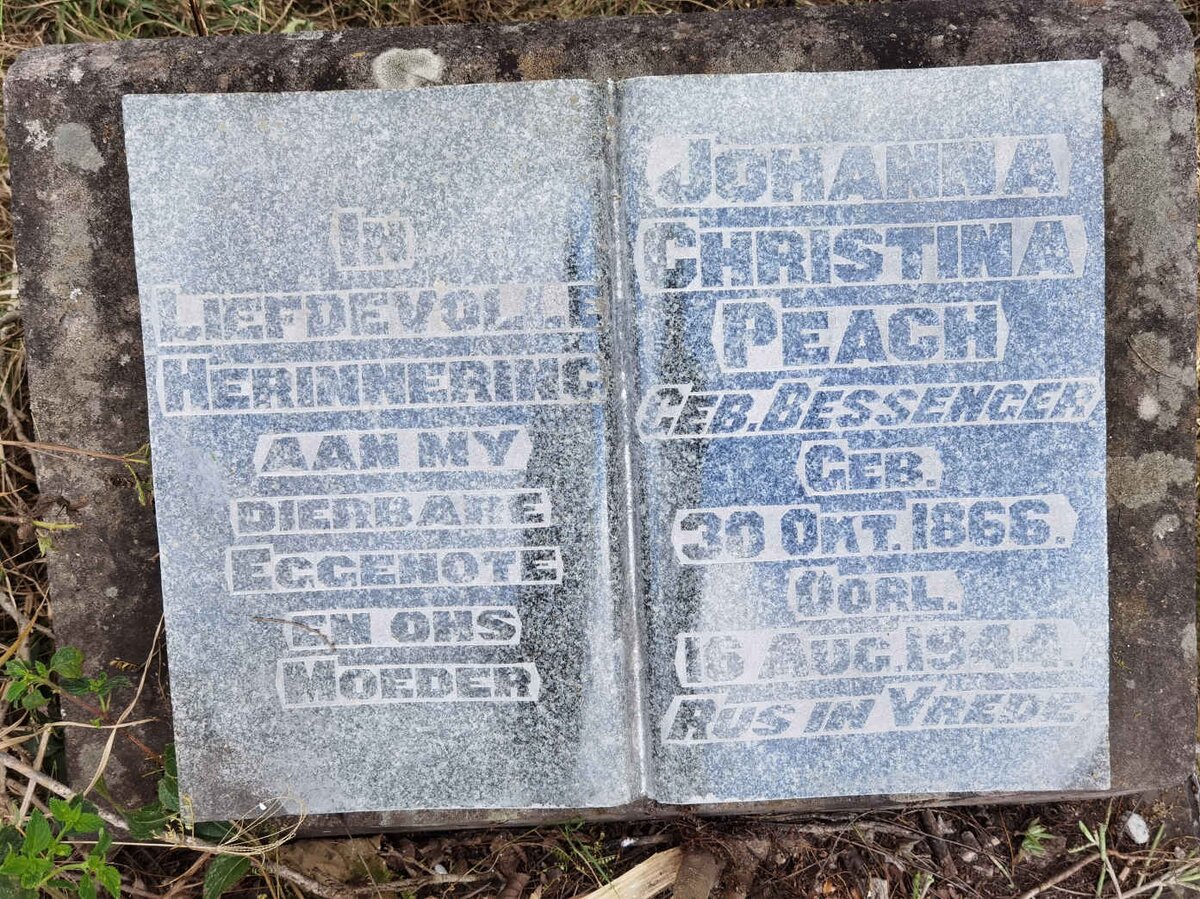 In
Liefdevolle
Herinnering
aan my
dierbare
Eggenote
en ons
Moeder
Johanna
Christina
Peach
Geb. Bessenger
Geb.
30 Okt. 1866.
Oorl.
16 Aug. 1944.
Rus in Vrede